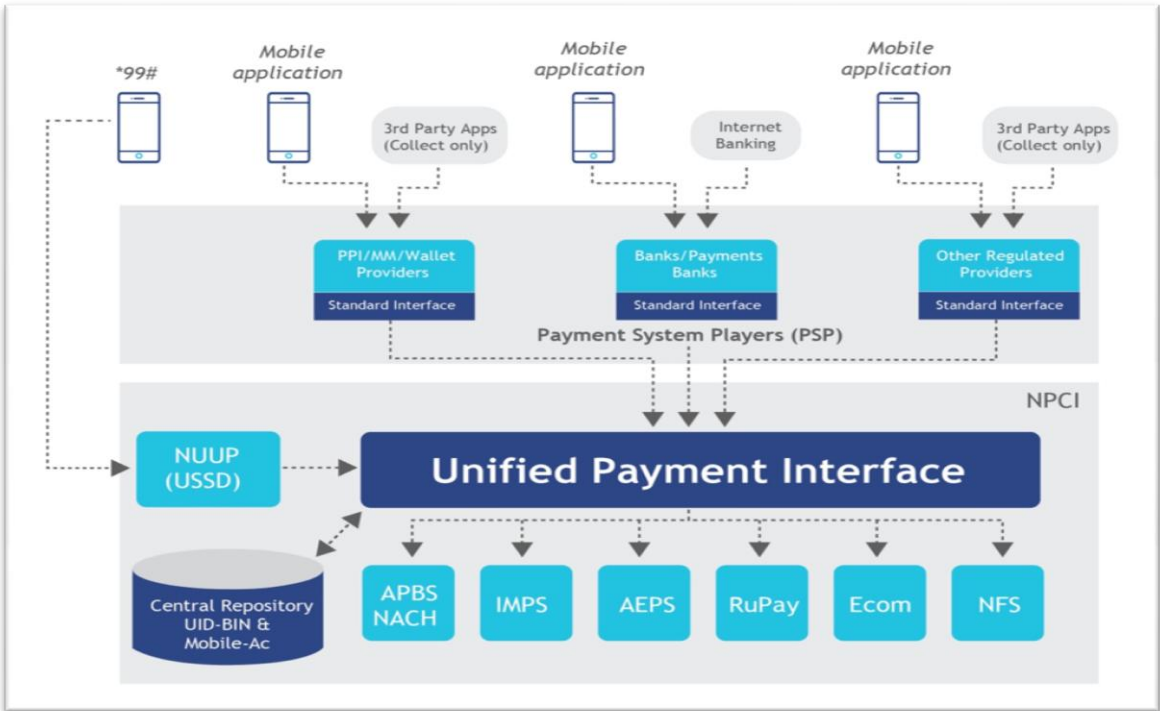 *99#
Mobile
application
3rd Party Apps
(Collect only)
Mobile
application
Internet
Banking
Mobile
application
3rd Party Apps
(Collect only)
PPI/MM/Wallet
Providers
Standard Interface
Banks/Payments
Banks
Standard Interface
Other Regulated
Providers
Standard Interface
Payment System Players (PSP)
NPCI
NUUP
(USSD)
Unified Payment Interface
Central Repository
UID-BIN &
Mobile-Ac
APBS
NACH
IMPS
AEPS
RuPay
Ecom
NFS